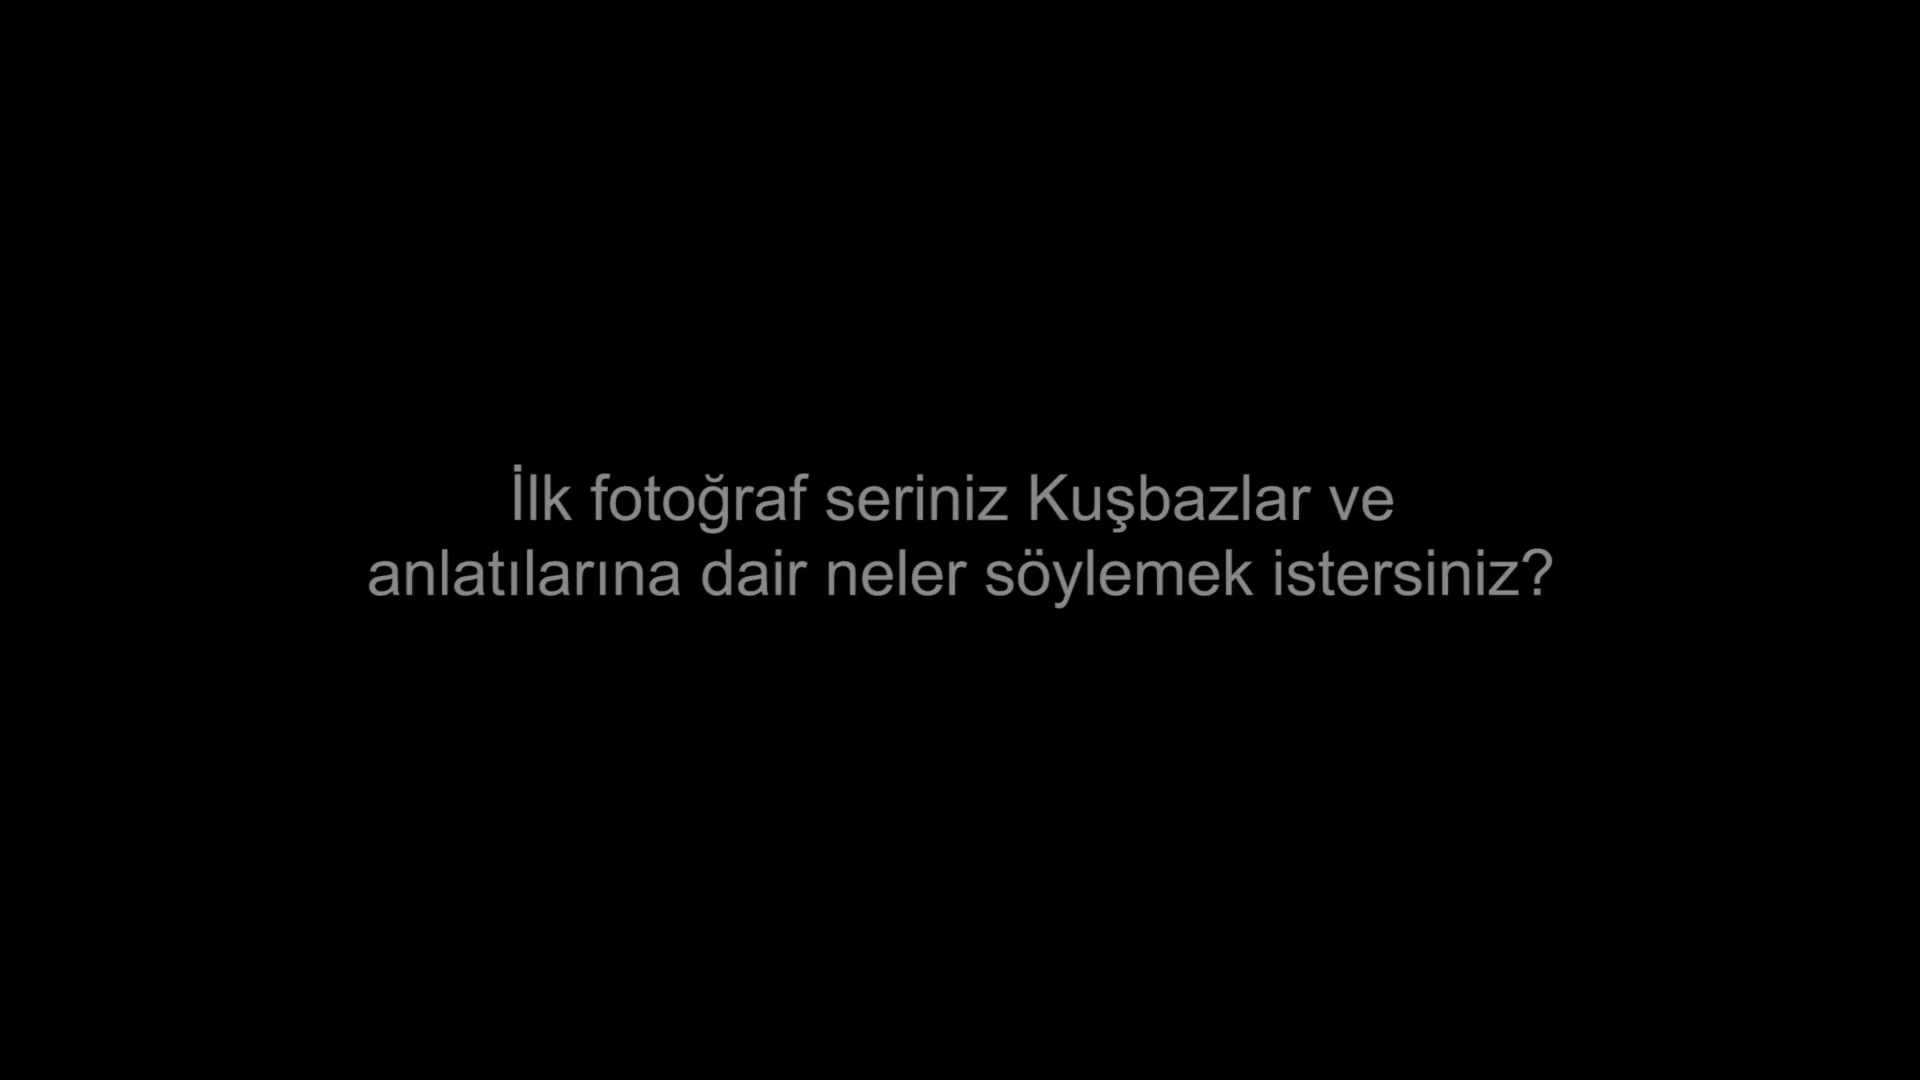 İlk fotoğraf seriniz Kuşbazlar ve
anlatılarına dair neler söylemek istersiniz?